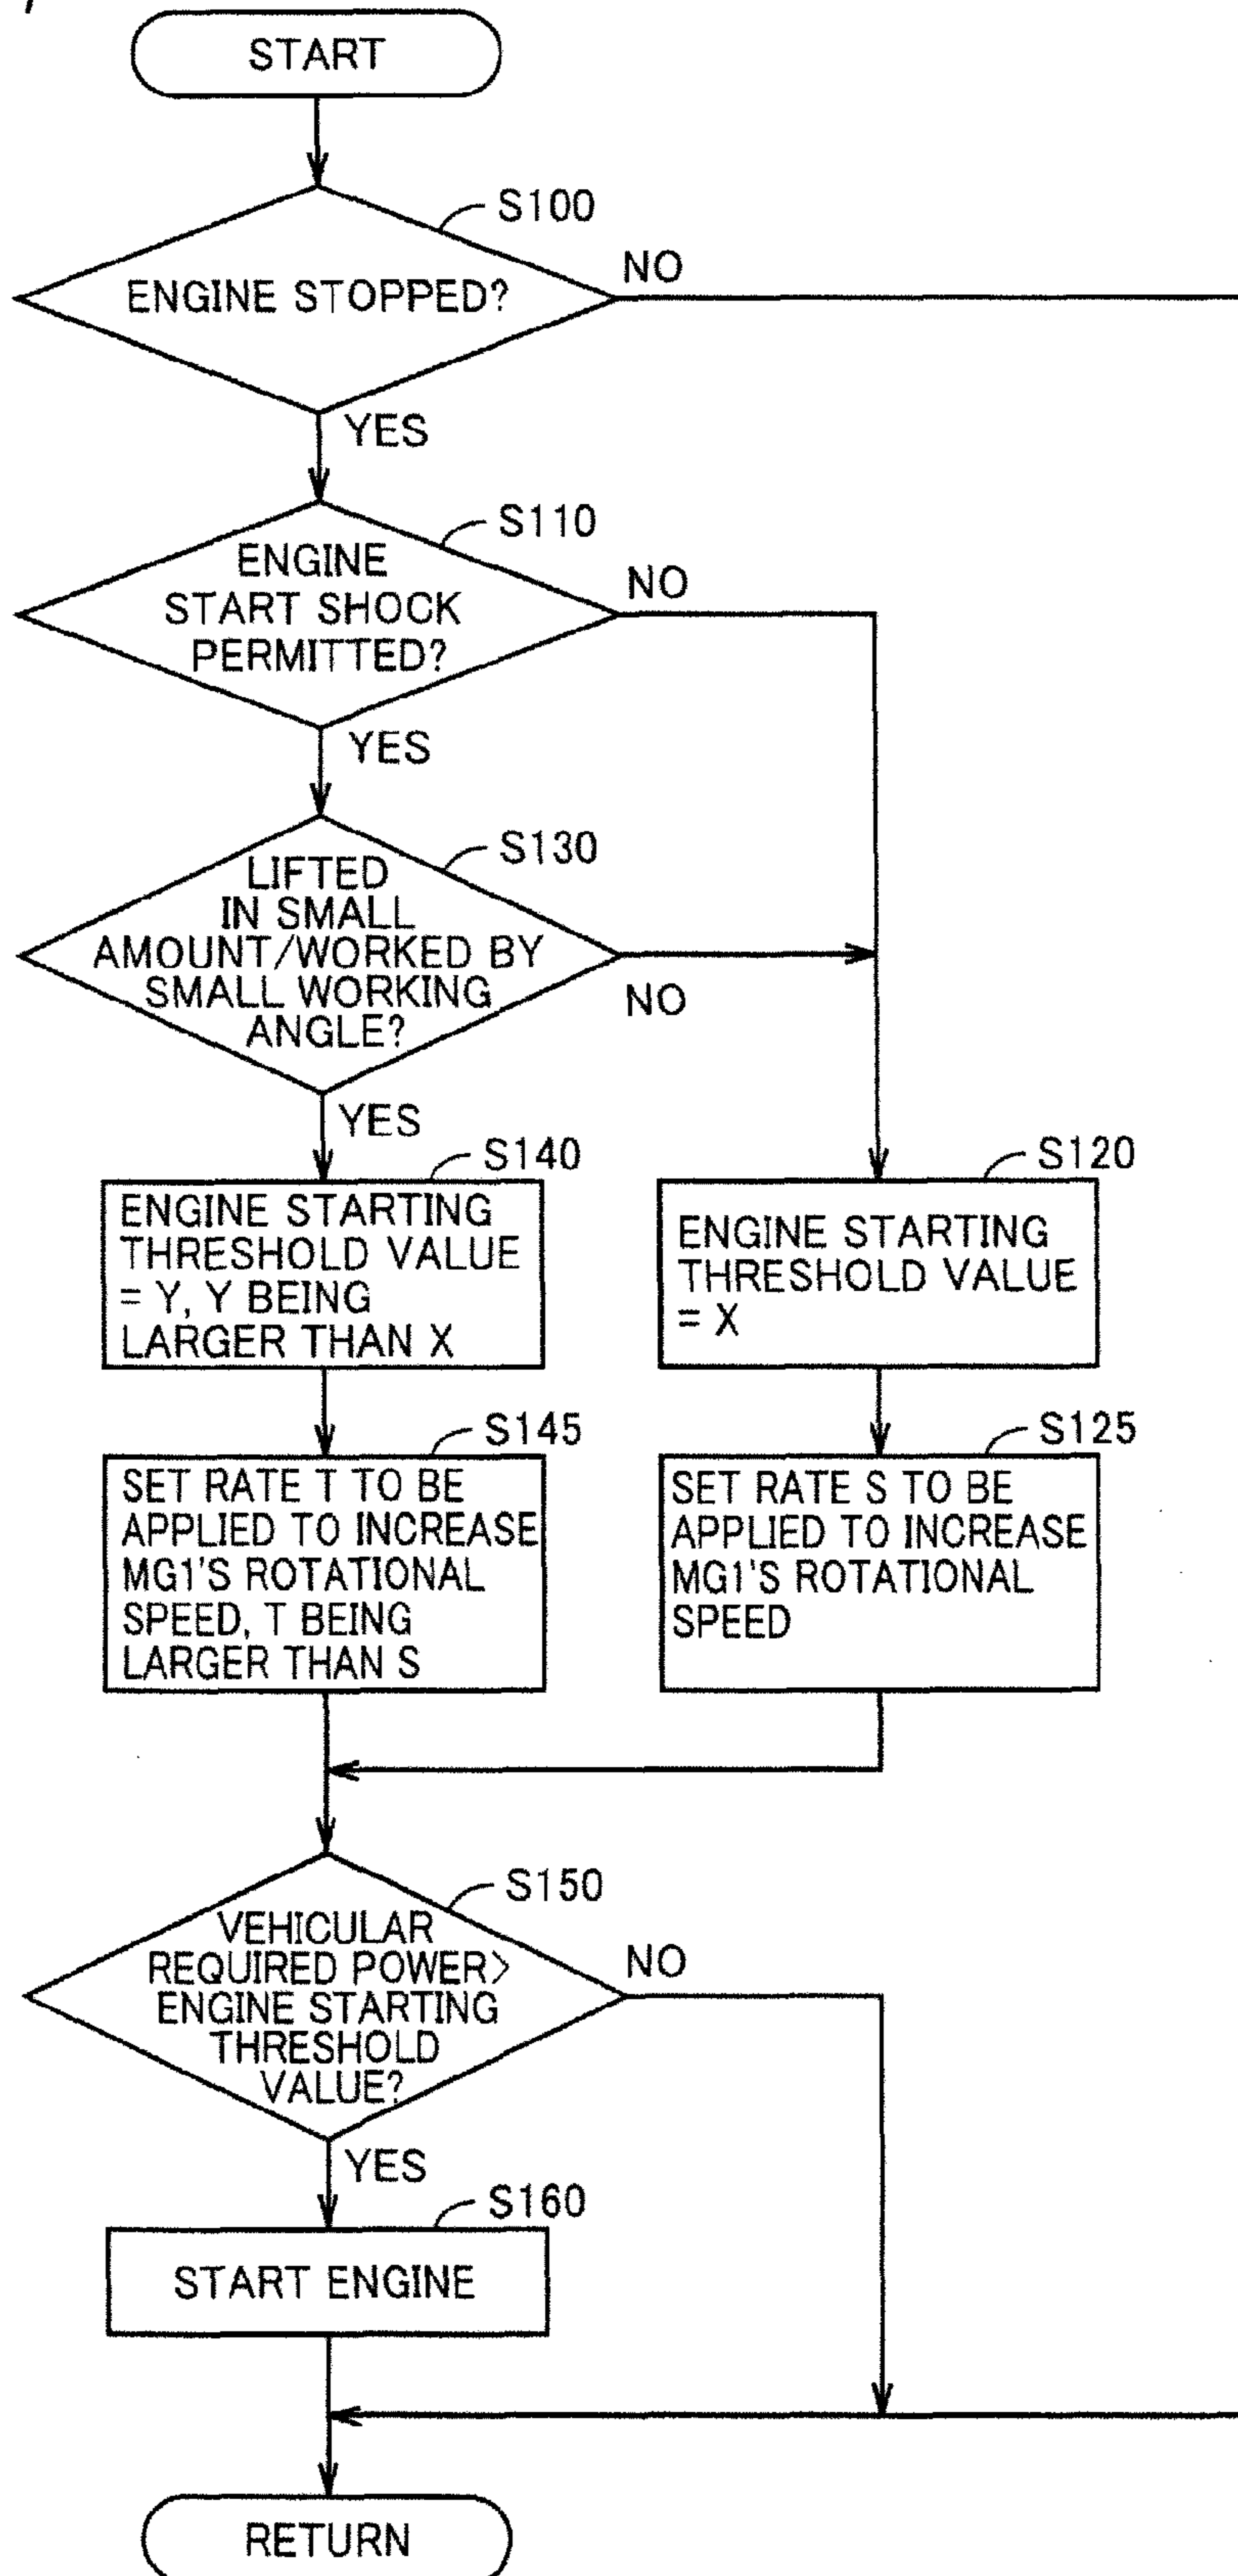 START
S100
ENGINE STOPPED?
NO
YES
S110
ENGINE
START SHOCK
PERMITTED?
NO
YES
S130
LIFTED
IN SMALL
AMOUNT/WORKED BY
SMALL WORKING
ANGLE?
NO
YES
S140
ENGINE STARTING
THRESHOLD VALUE
= Y, Y BEING
LARGER THAN X
S120
ENGINE STARTING
THRESHOLD VALUE
= X
S145
SET RATE T TO BE
APPLIED TO INCREASE
MG1'S ROTATIONAL
SPEED, T BEING
LARGER THAN S
S125
SET RATE S TO BE
APPLIED TO INCREASE
MG1'S ROTATIONAL
SPEED
S150
VEHICULAR
REQUIRED POWER>
ENGINE STARTING
THRESHOLD
VALUE?
NO
YES
S160
START ENGINE
RETURN